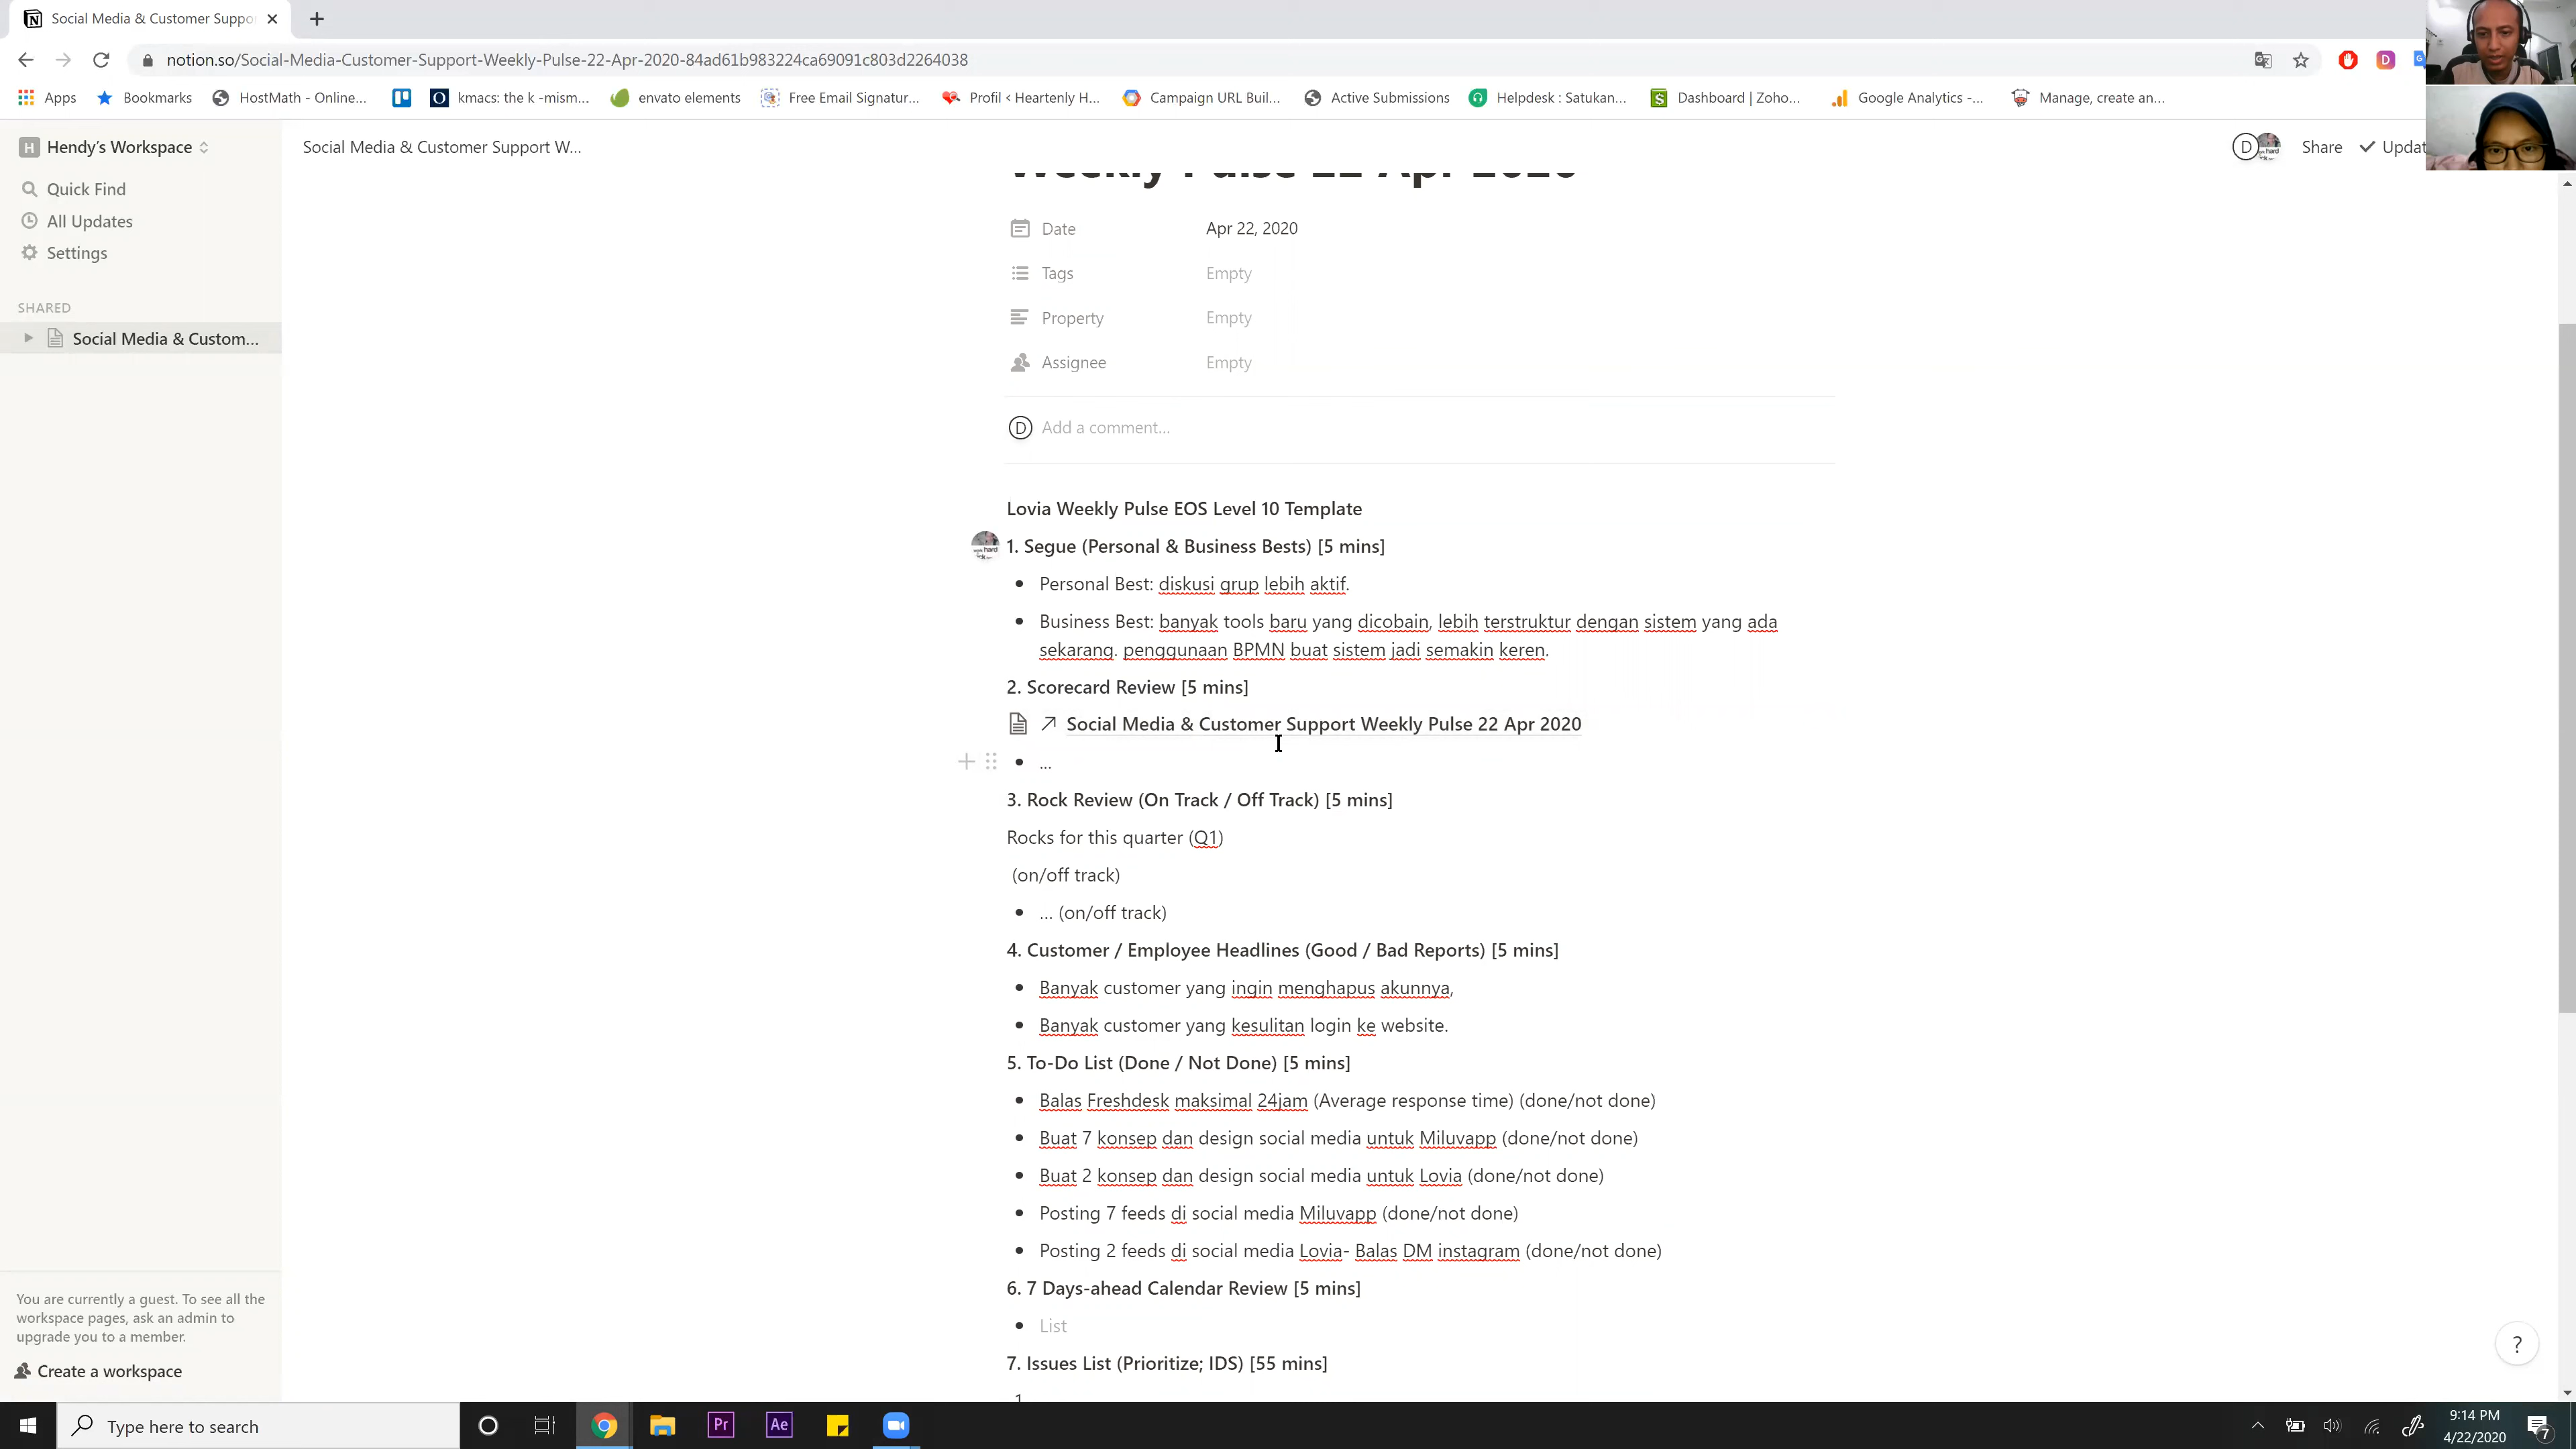 Social Media & Customer Suppo
notion.so/Social-Media-Customer-Support-Weekly-Pulse-22-Apr-2020-84ad61b983224ca69091c803d2264038
Apps
Bookmarks
HostMath - Online...
kmacs: the k -mism...
envato elements
Free Email Signatur...
Profil < Heartenly H...
Campaign URL Buil...
Active Submissions
Helpdesk : Satukan...
Dashboard | Zoho...
Google Analytics -...
Manage, create an...
H Hendy's Workspace
Social Media & Customer Support W...
D
Share
Updat
Quick Find
All Updates
Settings
SHARED
Social Media & Custom...
Weekly Pulse 22 Apr 2020
Date Apr 22, 2020
Tags Empty
Property Empty
Assignee Empty
D Add a comment...
Lovia Weekly Pulse EOS Level 10 Template
1. Segue (Personal & Business Bests) [5 mins]
• Personal Best: diskusi grup lebih aktif.
• Business Best: banyak tools baru yang dicobain, lebih terstruktur dengan sistem yang ada
sekarang. penggunaan BPMN buat sistem jadi semakin keren.
2. Scorecard Review [5 mins]
Social Media & Customer Support Weekly Pulse 22 Apr 2020
• ...
3. Rock Review (On Track / Off Track) [5 mins]
Rocks for this quarter (Q1)
(on/off track)
• ... (on/off track)
4. Customer / Employee Headlines (Good / Bad Reports) [5 mins]
• Banyak customer yang ingin menghapus akunnya,
• Banyak customer yang kesulitan login ke website.
5. To-Do List (Done / Not Done) [5 mins]
• Balas Freshdesk maksimal 24jam (Average response time) (done/not done)
• Buat 7 konsep dan design social media untuk Miluvapp (done/not done)
• Buat 2 konsep dan design social media untuk Lovia (done/not done)
• Posting 7 feeds di social media Miluvapp (done/not done)
• Posting 2 feeds di social media Lovia- Balas DM instagram (done/not done)
6. 7 Days-ahead Calendar Review [5 mins]
• List
7. Issues List (Prioritize; IDS) [55 mins]
1
You are currently a guest. To see all the
workspace pages, ask an admin to
upgrade you to a member.
Create a workspace
?
Type here to search
Pr
Ae
9:14 PM
4/22/2020
7